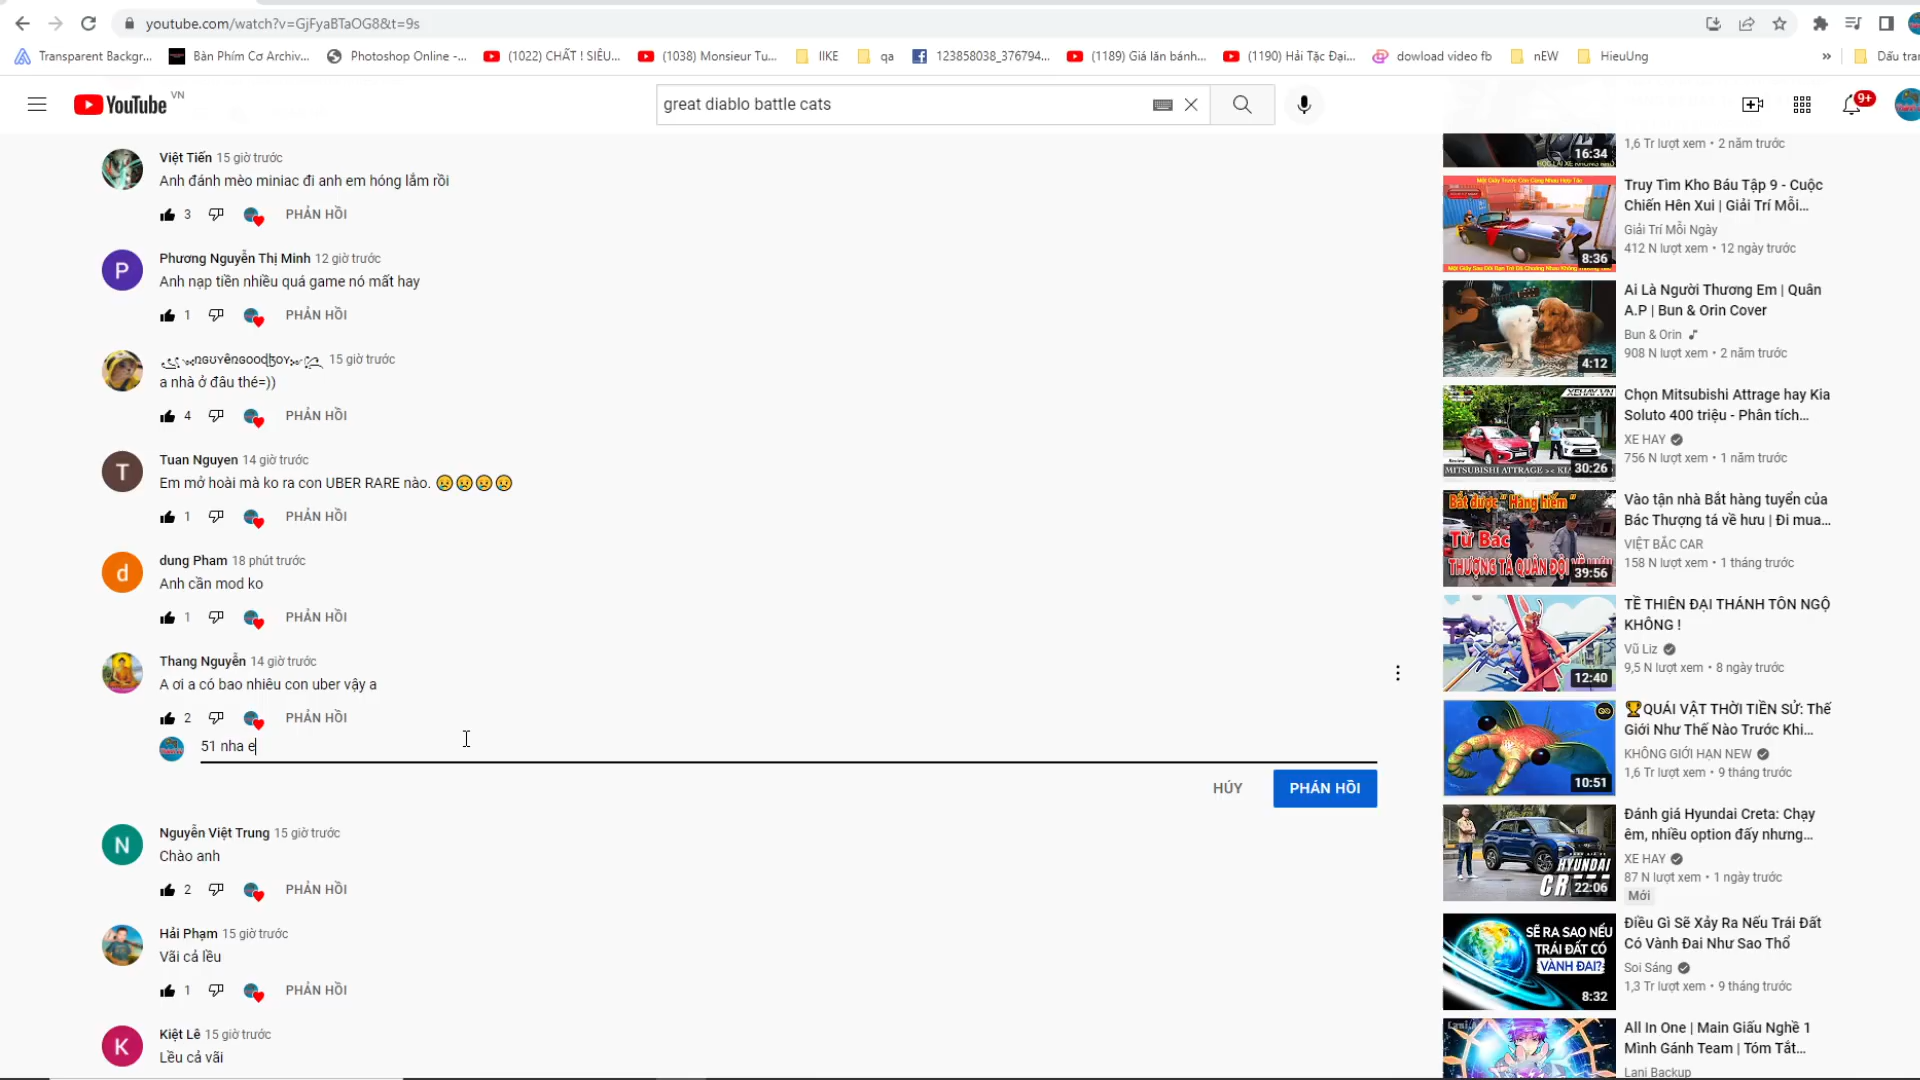 youtube.com/watch?v=GjFyaBTaOG8&t=9s
Transparent Backgr...
Bàn Phím Cơ Archiv...
Photoshop Online -...
(1022) CHẤT ! SIÊU...
(1038) Monsieur Tu...
IIKE
qa
123858038_376794...
(1189) Giá lăn bánh...
(1190) Hải Tặc Đại...
dowload video fb
nEW
HieuUng
»
Dấu tran
YouTube VN
great diablo battle cats
9+
Việt Tiến 15 giờ trước
Anh đánh mèo miniac đi anh em hóng lắm rồi
3 PHẢN HỒI
Phương Nguyễn Thị Minh 12 giờ trước
Anh nạp tiền nhiều quá game nó mất hay
1 PHẢN HỒI
15 giờ trước
a nhà ở đâu thé=))
4 PHẢN HỒI
Tuan Nguyen 14 giờ trước
Em mở hoài mà ko ra con UBER RARE nào. 😥😥😥😥
1 PHẢN HỒI
dung Pham 18 phút trước
Anh cần mod ko
1 PHẢN HỒI
Thang Nguyễn 14 giờ trước
A ơi a có bao nhiêu con uber vậy a
2 PHẢN HỒI
51 nha e
HỦY
PHẢN HỒI
Nguyễn Việt Trung 15 giờ trước
Chào anh
2 PHẢN HỒI
Hải Phạm 15 giờ trước
Vãi cả lều
1 PHẢN HỒI
Kiệt Lê 15 giờ trước
Lều cả vãi
P
T
d
N
K
16:34
1,6 Tr lượt xem • 2 năm trước
8:36
Truy Tìm Kho Báu Tập 9 - Cuộc
Chiến Hên Xui | Giải Trí Mỗi...
Giải Trí Mỗi Ngày
412 N lượt xem • 12 ngày trước
4:12
Ai Là Người Thương Em | Quân
A.P | Bun & Orin Cover
Bun & Orin
908 N lượt xem • 2 năm trước
XEHAY.VN
MITSUBISHI ATTRAGE
30:26
Chọn Mitsubishi Attrage hay Kia
Soluto 400 triệu - Phân tích...
XE HAY
756 N lượt xem • 1 năm trước
Bắt được "Hàng hiếm"
Từ Bác
THƯỢNG TÁ QUÂN ĐỘI VỀ HƯU
39:56
Vào tận nhà Bắt hàng tuyển của
Bác Thượng tá về hưu | Đi mua...
VIỆT BẮC CAR
158 N lượt xem • 1 tháng trước
12:40
TỀ THIÊN ĐẠI THÁNH TÔN NGỘ
KHÔNG !
Vũ Liz
9,5 N lượt xem • 8 ngày trước
10:51
🏆QUÁI VẬT THỜI TIỀN SỬ: Thế
Giới Như Thế Nào Trước Khi...
KHÔNG GIỚI HẠN NEW
1,6 Tr lượt xem • 9 tháng trước
HYUNDAI
22:06
Đánh giá Hyundai Creta: Chạy
êm, nhiều option đấy nhưng...
XE HAY
87 N lượt xem • 1 ngày trước
Mới
SẼ RA SAO NẾU
TRÁI ĐẤT CÓ
VÀNH ĐAI?
8:32
Điều Gì Sẽ Xảy Ra Nếu Trái Đất
Có Vành Đai Như Sao Thổ
Soi Sáng
1,3 Tr lượt xem • 9 tháng trước
All In One | Main Giấu Nghề 1
Mình Gánh Team | Tóm Tắt...
Lani Backup